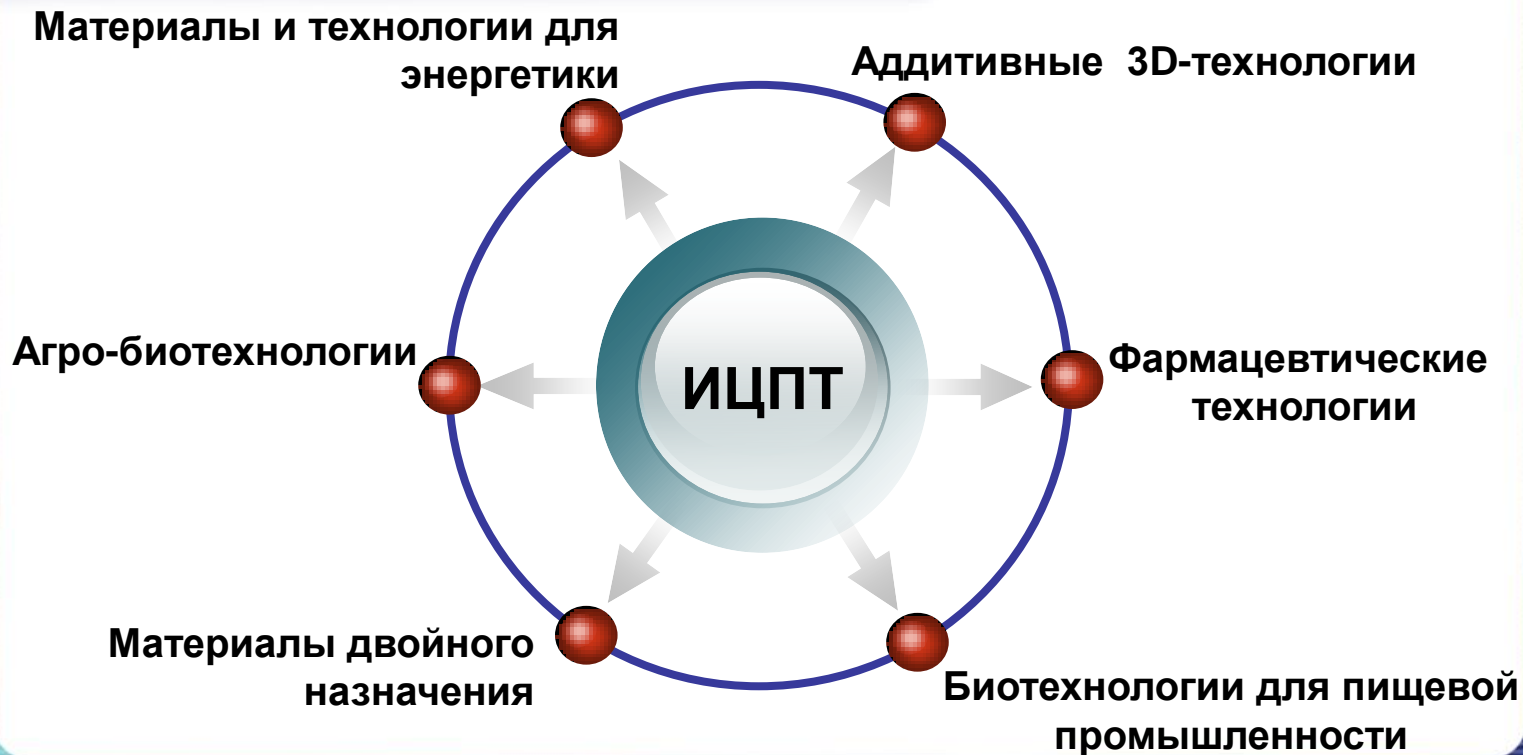 Материалы и технологии для
энергетики
Аддитивные 3D-технологии
Агро-биотехнологии
ИЦПТ
Фармацевтические
технологии
Материалы двойного
назначения
Биотехнологии для пищевой
промышленности